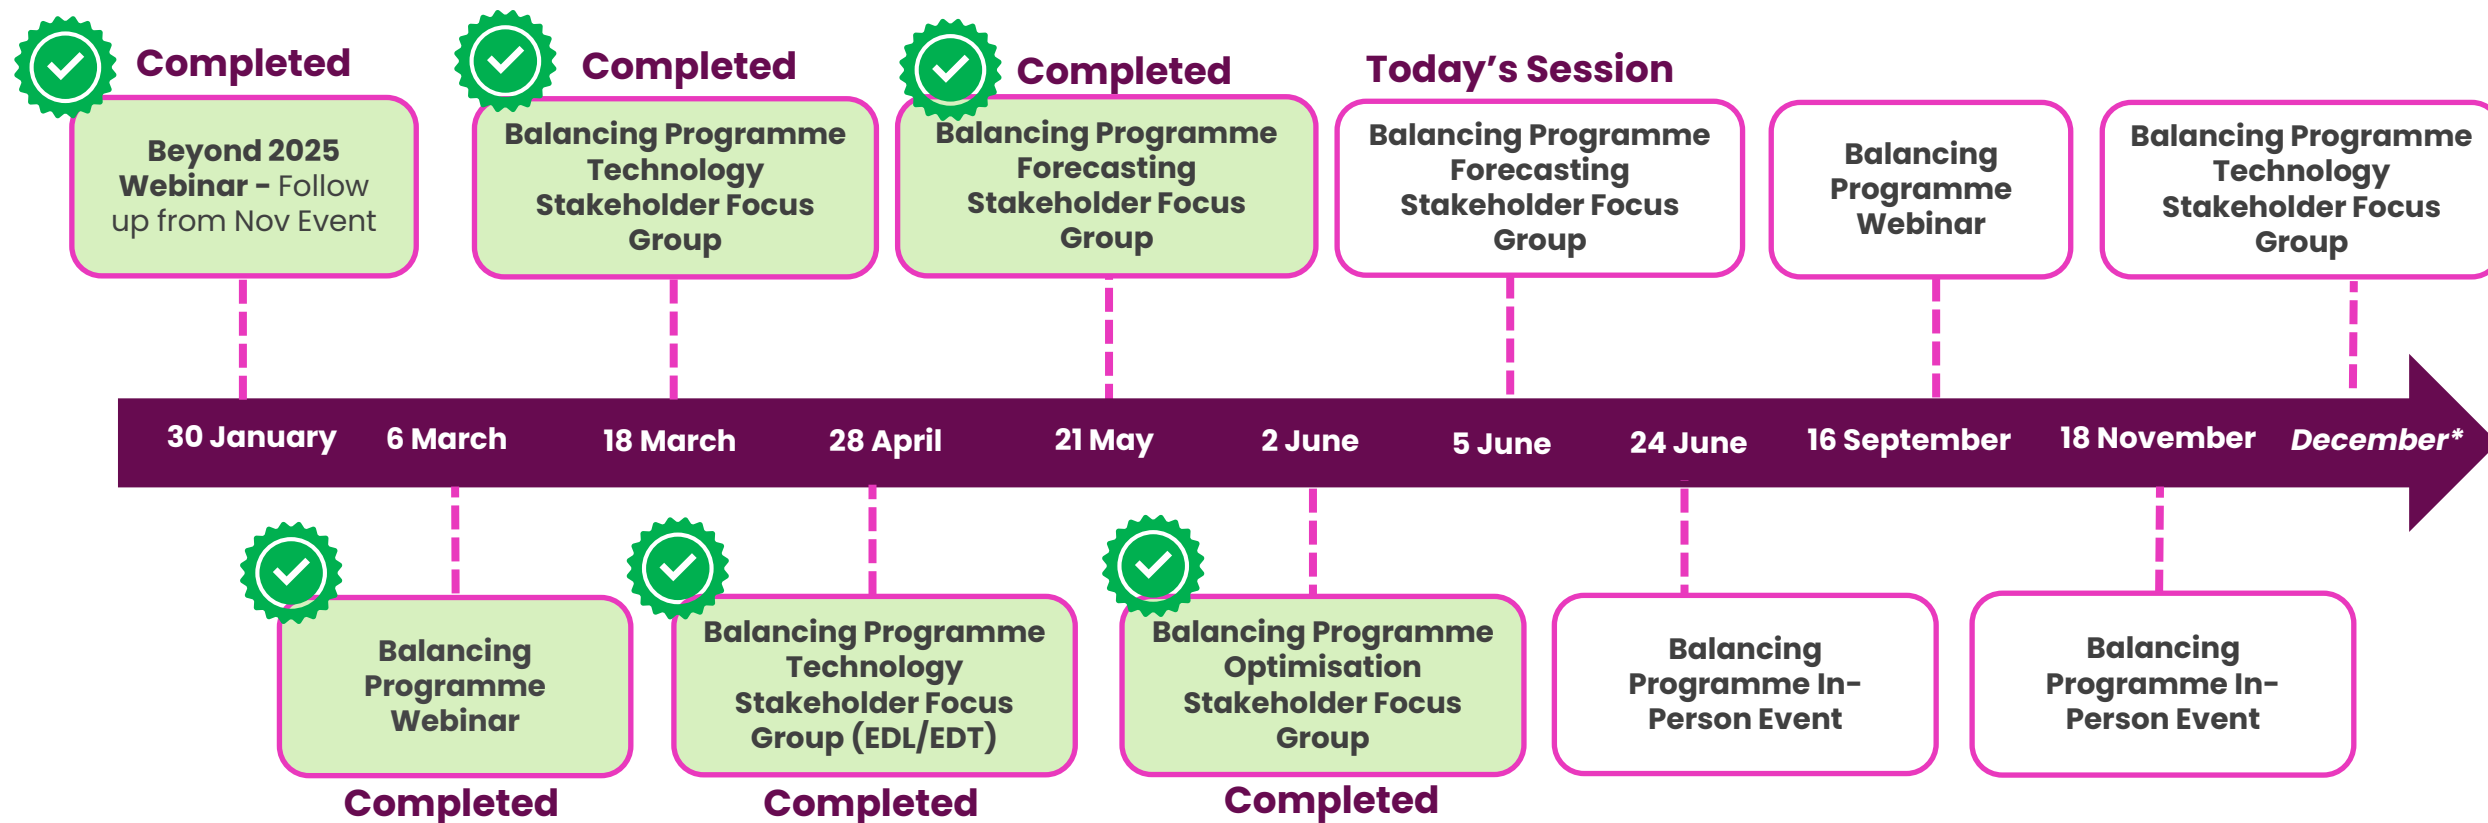 Completed
Completed
Completed
Today's Session
Beyond 2025
Webinar - Follow
up from Nov Event
Balancing Programme
Technology
Stakeholder Focus
Group
Balancing Programme
Forecasting
Stakeholder Focus
Group
Balancing Programme
Forecasting
Stakeholder Focus
Group
Balancing
Programme
Webinar
Balancing Programme
Technology
Stakeholder Focus
Group
30 January
6 March
18 March
28 April
21 May
2 June
5 June
24 June
16 September
18 November
December*
Balancing
Programme
Webinar
Balancing Programme
Technology
Stakeholder Focus
Group (EDL/EDT)
Balancing Programme
Optimisation
Stakeholder Focus
Group
Balancing
Programme In-
Person Event
Balancing
Programme In-
Person Event
Completed
Completed
Completed